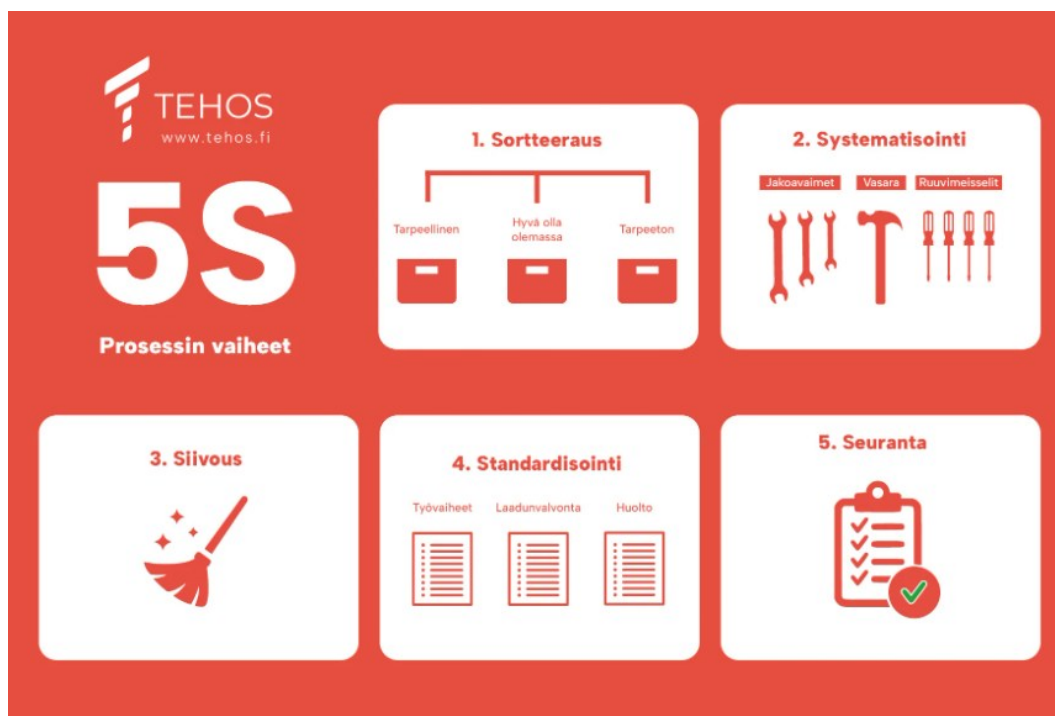 TEHOS
www.tehos.fi
5S
Prosessin vaiheet
1. Sortteeraus
Tarpeellinen
Hyvä olla
olemassa
Tarpeeton
2. Systematisointi
Jakoavaimet Vasara Ruuvimeisselit
3. Siivous
4. Standardisointi
Työvaiheet Laadunvalvonta Huolto
5. Seuranta